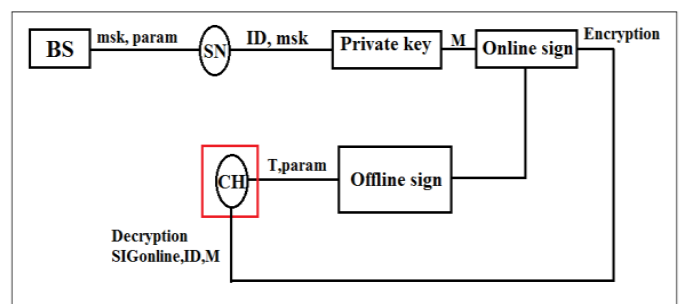 BS
msk, param
SN
ID, msk
Private key
M
Online sign
Encryption
CH
T,param
Offline sign
Decryption
SIGonline,ID,M